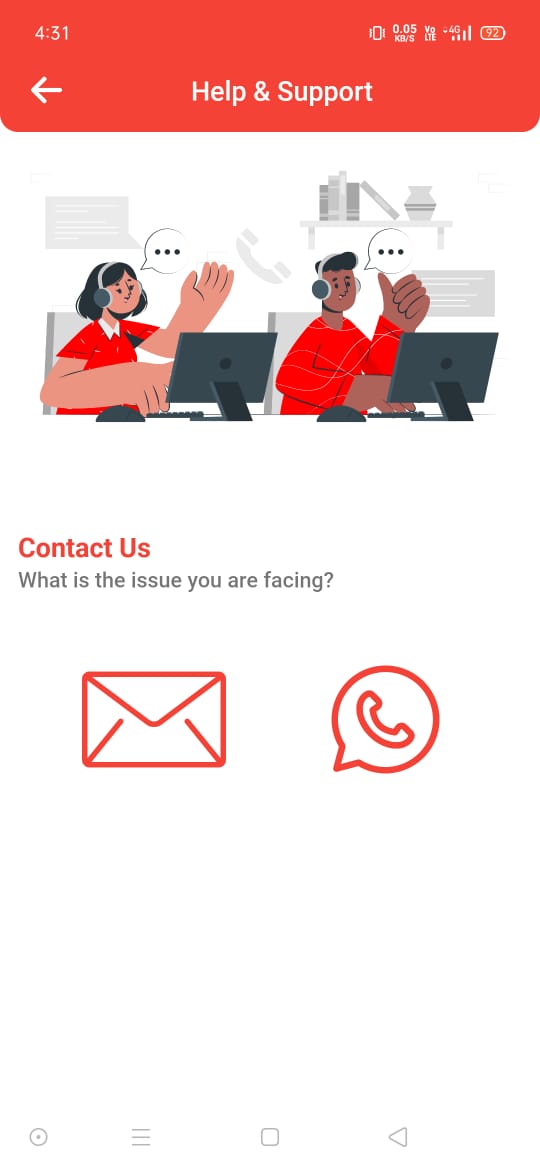 4:31
0.05 KB/S Vo LTE 4G 92
Help & Support
Contact Us
What is the issue you are facing?